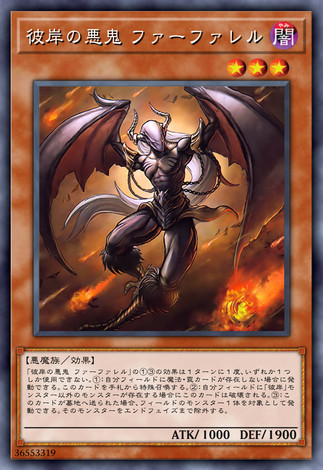 彼岸の悪鬼 ファーファレル
闇
やみ
【悪魔族/効果】
「彼岸の悪鬼 ファーファレル」の①③の効果は1ターンに1度、いずれか1つ
しか使用できない。①:自分フィールドに魔法・罠カードが存在しない場合に発
動できる。このカードを手札から特殊召喚する。②:自分フィールドに「彼岸」モ
ンスター以外のモンスターが存在する場合にこのカードは破壊される。③:こ
のカードが墓地へ送られた場合、フィールドのモンスター1体を対象として発
動できる。そのモンスターをエンドフェイズまで除外する。
ATK/1000 DEF/1900
36553319